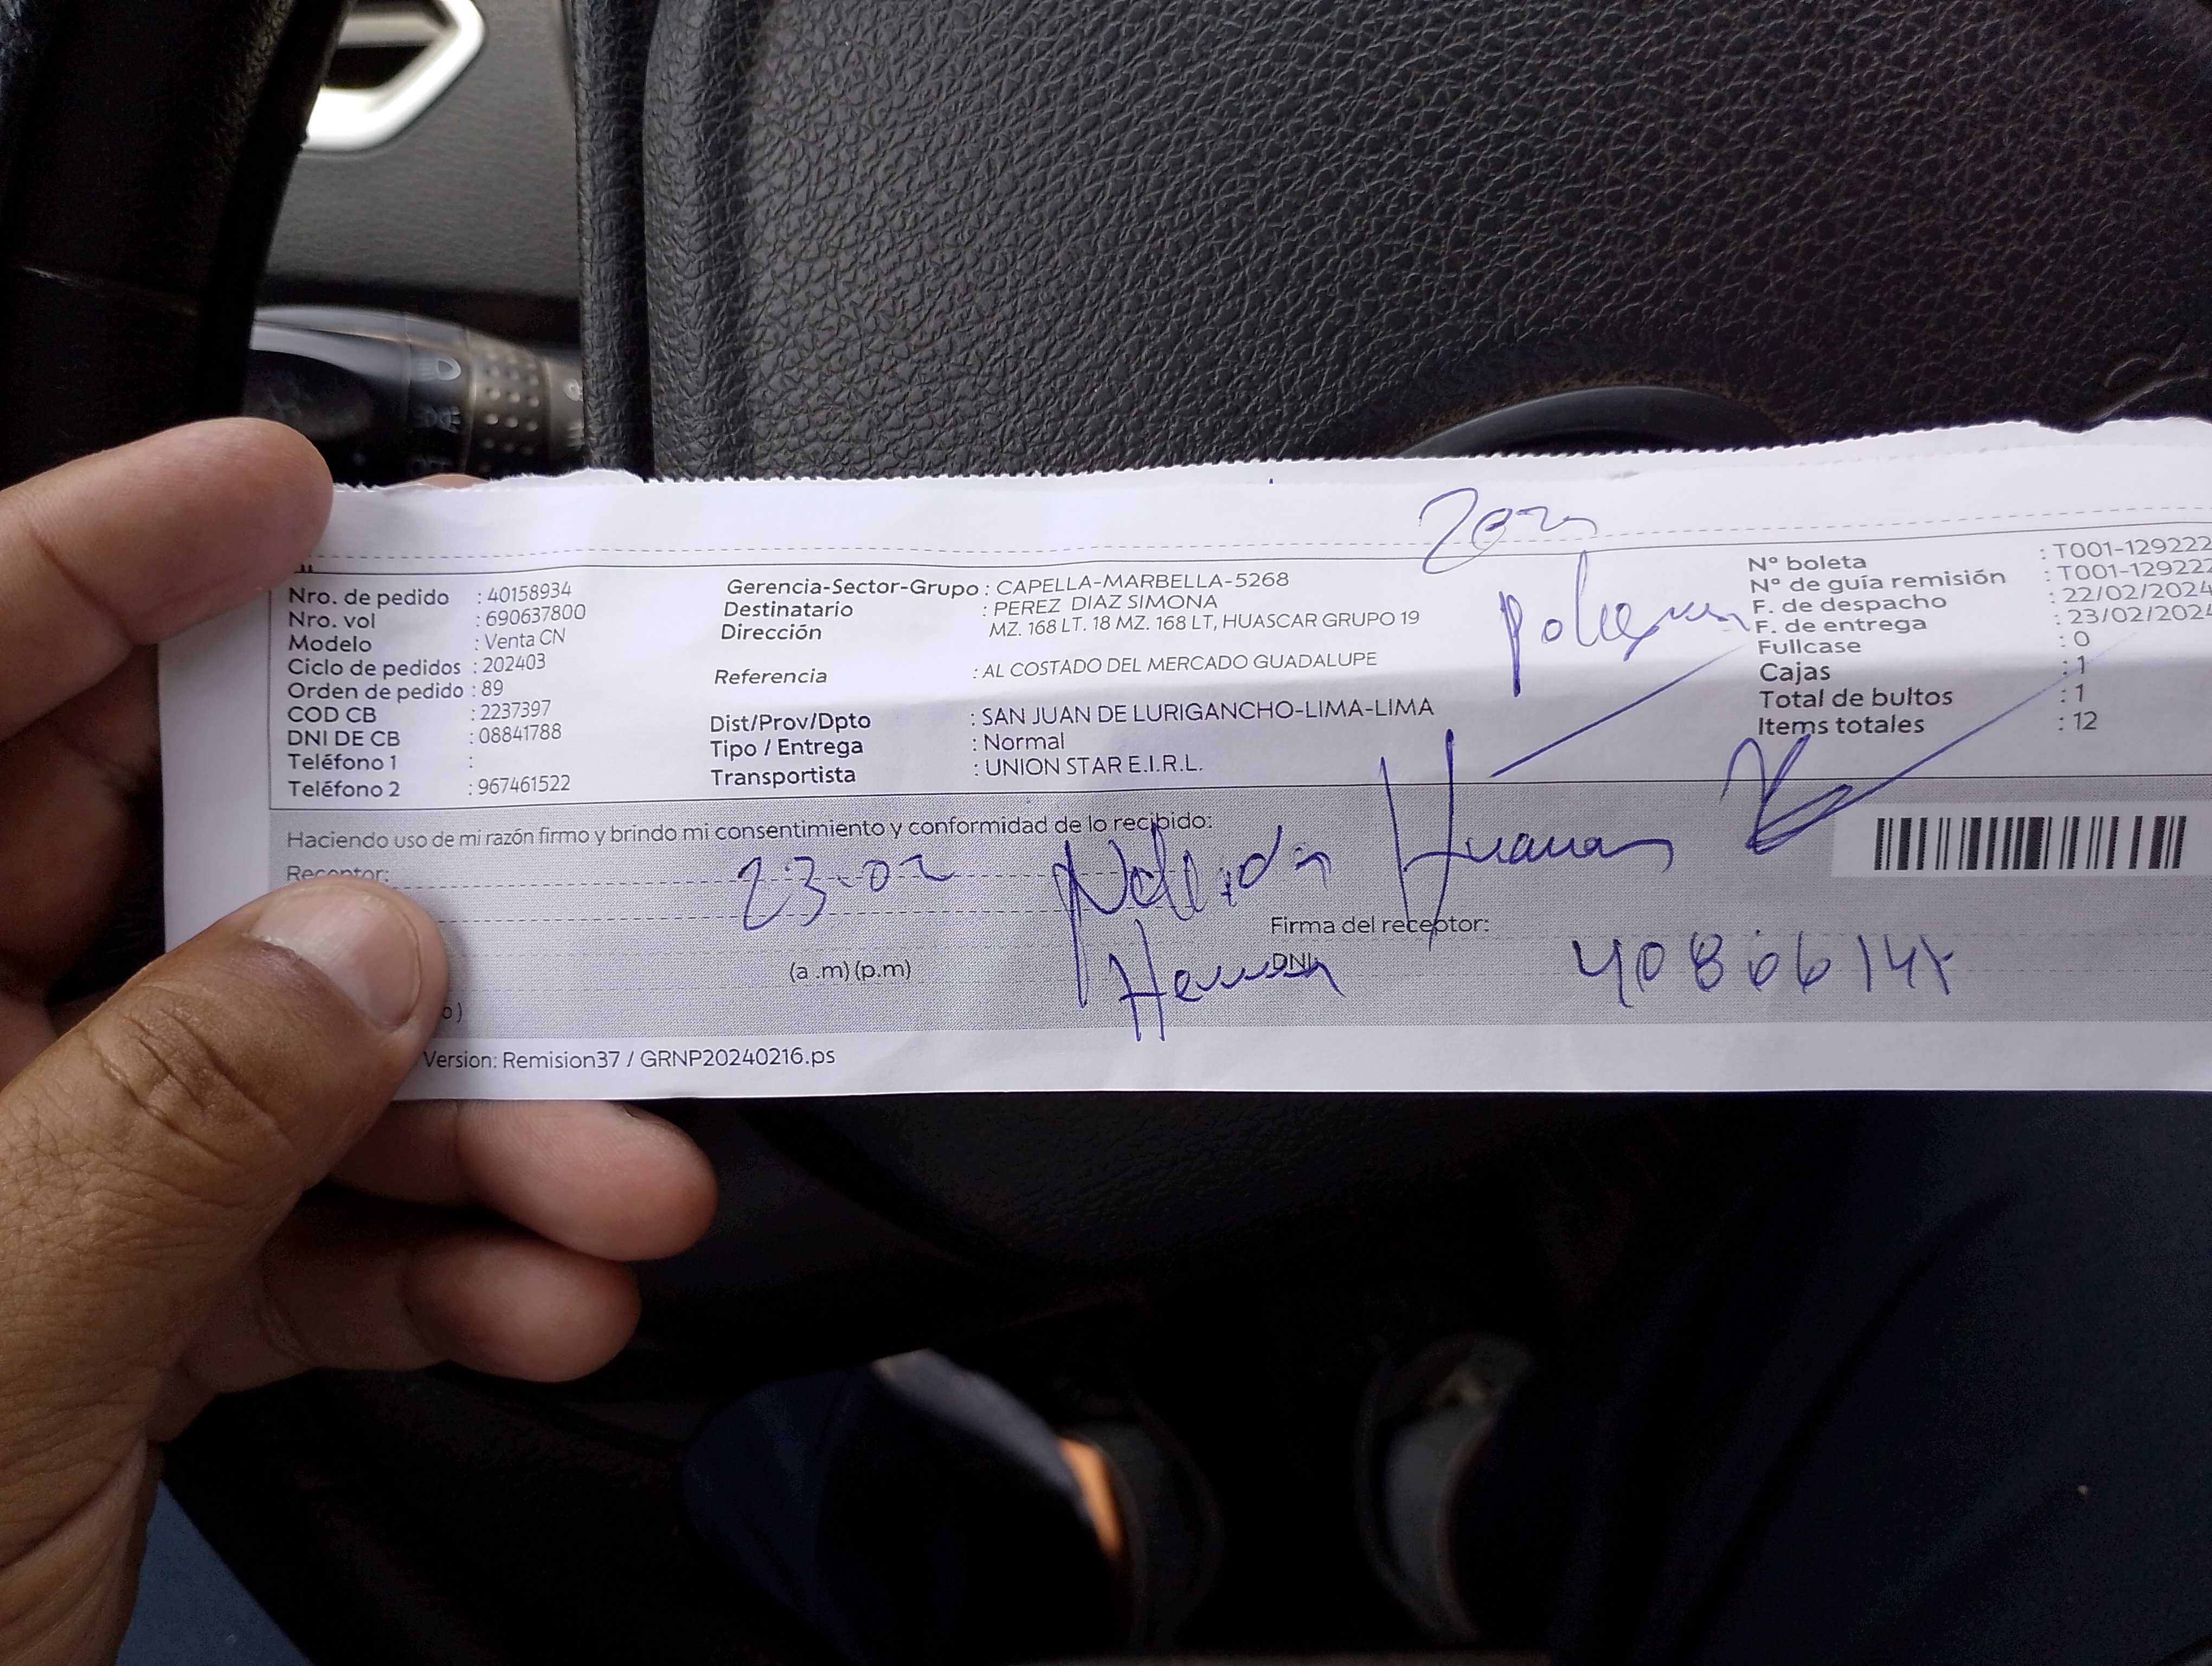 Nro. de pedido : 40158934
Nro. vol : 690637800
Modelo : Venta CN
Ciclo de pedidos : 202403
Orden de pedido : 89
COD CB : 2237397
DNI DE CB : 08841788
Teléfono 1 :
Teléfono 2 : 967461522
Gerencia-Sector-Grupo : CAPELLA-MARBELLA-5268
Destinatario : PEREZ DIAZ SIMONA
Dirección MZ. 168 LT. 18 MZ. 168 LT, HUASCAR GRUPO 19
Referencia : AL COSTADO DEL MERCADO GUADALUPE
Dist/Prov/Dpto : SAN JUAN DE LURIGANCHO-LIMA-LIMA
Tipo / Entrega : Normal
Transportista : UNION STAR E.I.R.L.
N° boleta : T001-129222
N° de guía remisión : T001-129222
F. de despacho : 22/02/2024
F. de entrega : 23/02/2024
Fullcase : 0
Cajas : 1
Total de bultos : 1
Items totales : 12
Haciendo uso de mi razón firmo y brindo mi consentimiento y conformidad de lo recibido:
Receptor:
23-02
Firma del receptor:
(a .m) (p.m)
DNI:
o)
Version: Remision37 / GRNP20240216.ps